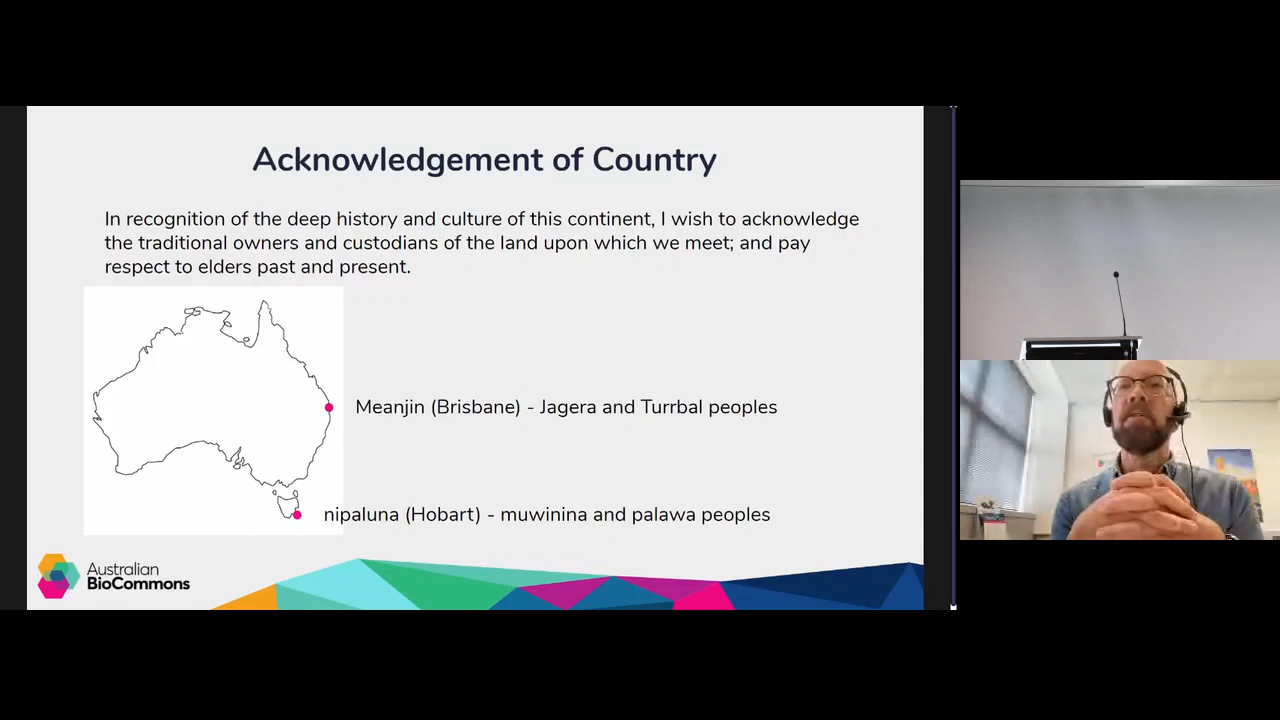 Acknowledgement of Country
In recognition of the deep history and culture of this continent, I wish to acknowledge
the traditional owners and custodians of the land upon which we meet; and pay
respect to elders past and present.
Meanjin (Brisbane) - Jagera and Turrbal peoples
nipaluna (Hobart) - muwinina and palawa peoples
Australian
BioCommons